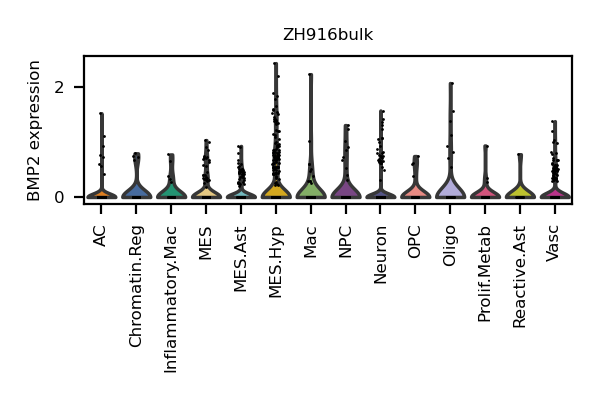 ZH916bulk
BMP2 expression
2
0
AC
Chromatin.Reg
Inflammatory.Mac
MES
MES.Ast
MES.Hyp
Mac
NPC
Neuron
OPC
Oligo
Prolif.Metab
Reactive.Ast
Vasc